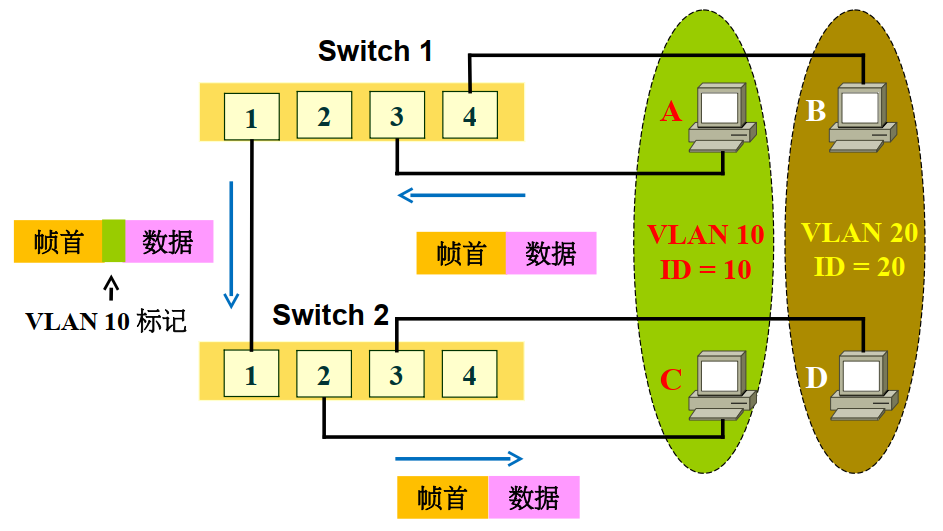 Switch 1
1 2 3 4
A B
帧首 数据
VLAN 10 标记
帧首 数据
VLAN 10
ID = 10
VLAN 20
ID = 20
Switch 2
1 2 3 4
C D
帧首 数据